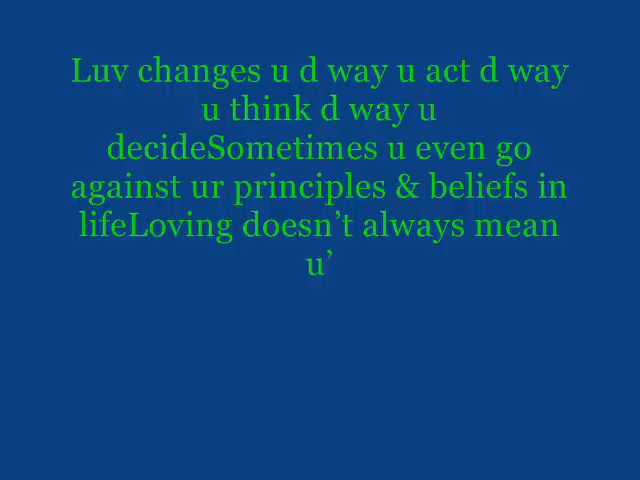 Luv changes u d way u act d way
u think d way u
decideSometimes u even go
against ur principles & beliefs in
lifeLoving doesn’t always mean
u’